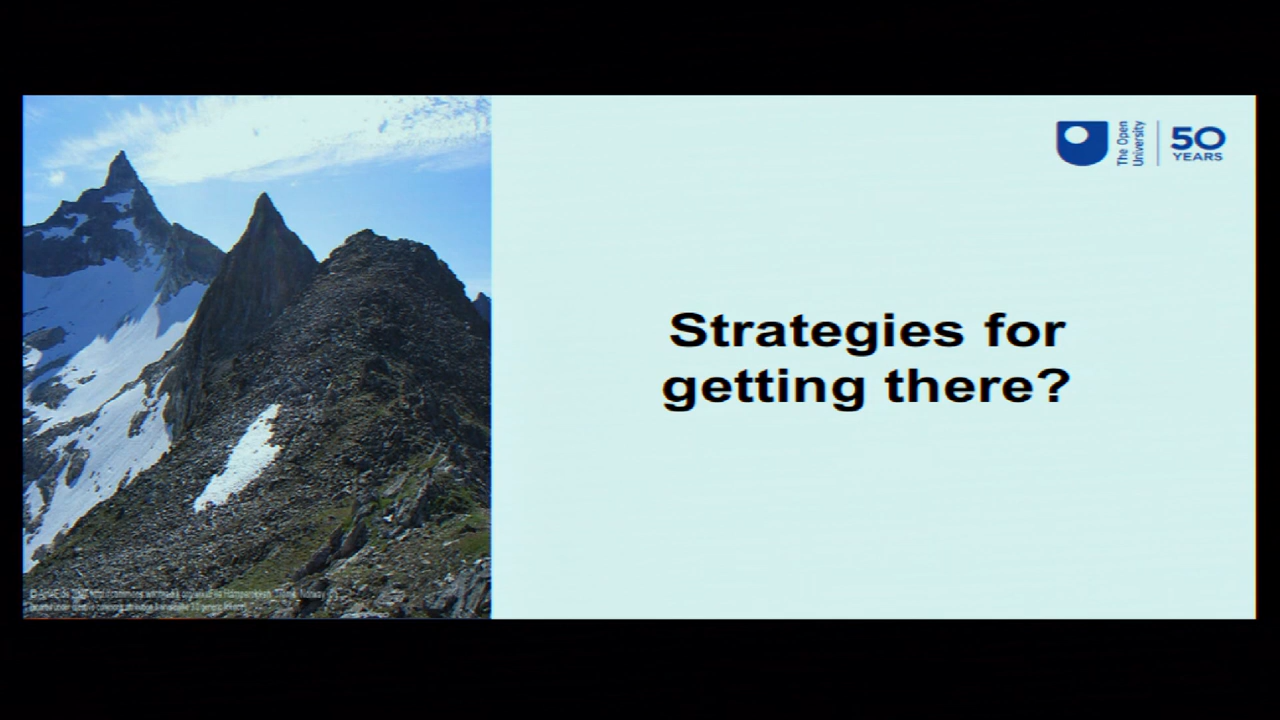 The Open
University
50
YEARS
Strategies for
getting there?